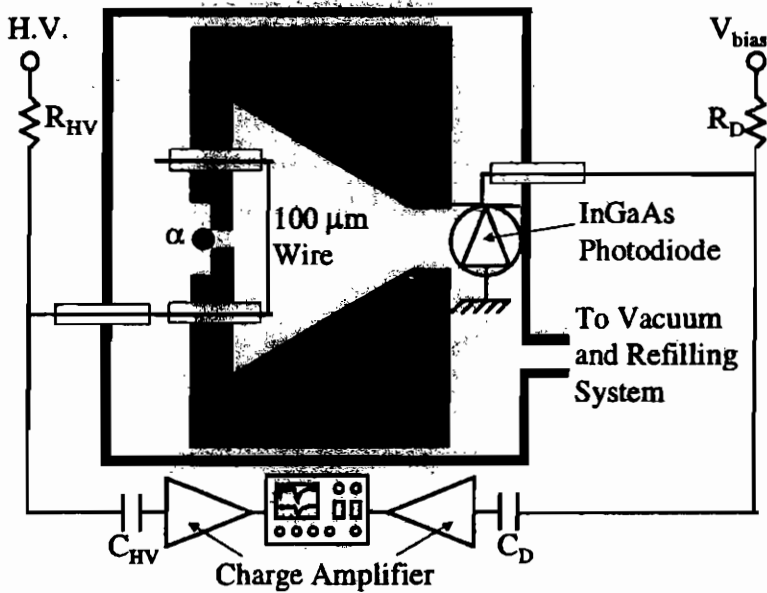 H.V.
V_bias
R_HV
R_D
α
100 μm
Wire
InGaAs
Photodiode
To Vacuum
and Refilling
System
C_HV
C_D
Charge Amplifier